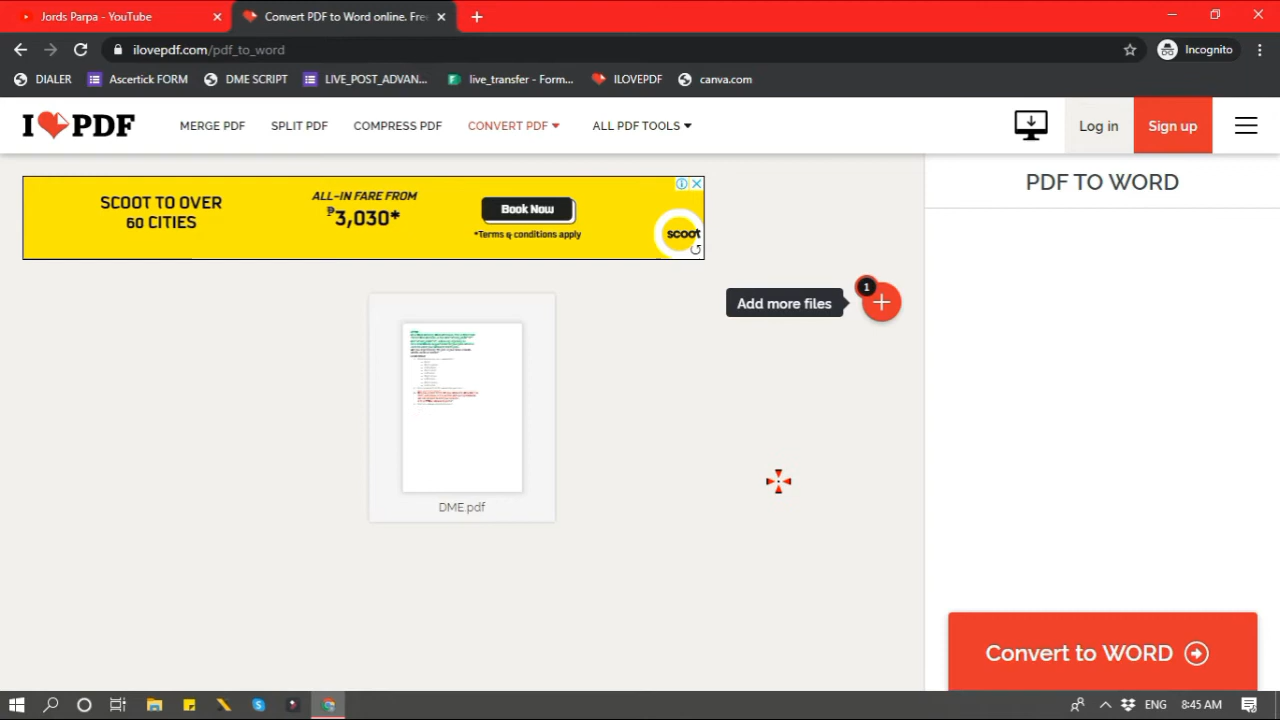 Jords Parpa - YouTube
Convert PDF to Word online. Free
ilovepdf.com/pdf_to_word
Incognito
DIALER
Ascertick FORM
DME SCRIPT
LIVE_POST_ADVAN...
live_transfer - Form...
ILOVEPDF
canva.com
I PDF
MERGE PDF
SPLIT PDF
COMPRESS PDF
CONVERT PDF
ALL PDF TOOLS
Log in
Sign up
SCOOT TO OVER
60 CITIES
ALL-IN FARE FROM
₱3,030*
Book Now
*Terms & conditions apply
scoot
PDF TO WORD
Add more files
1
DME.pdf
Convert to WORD
ENG
8:45 AM